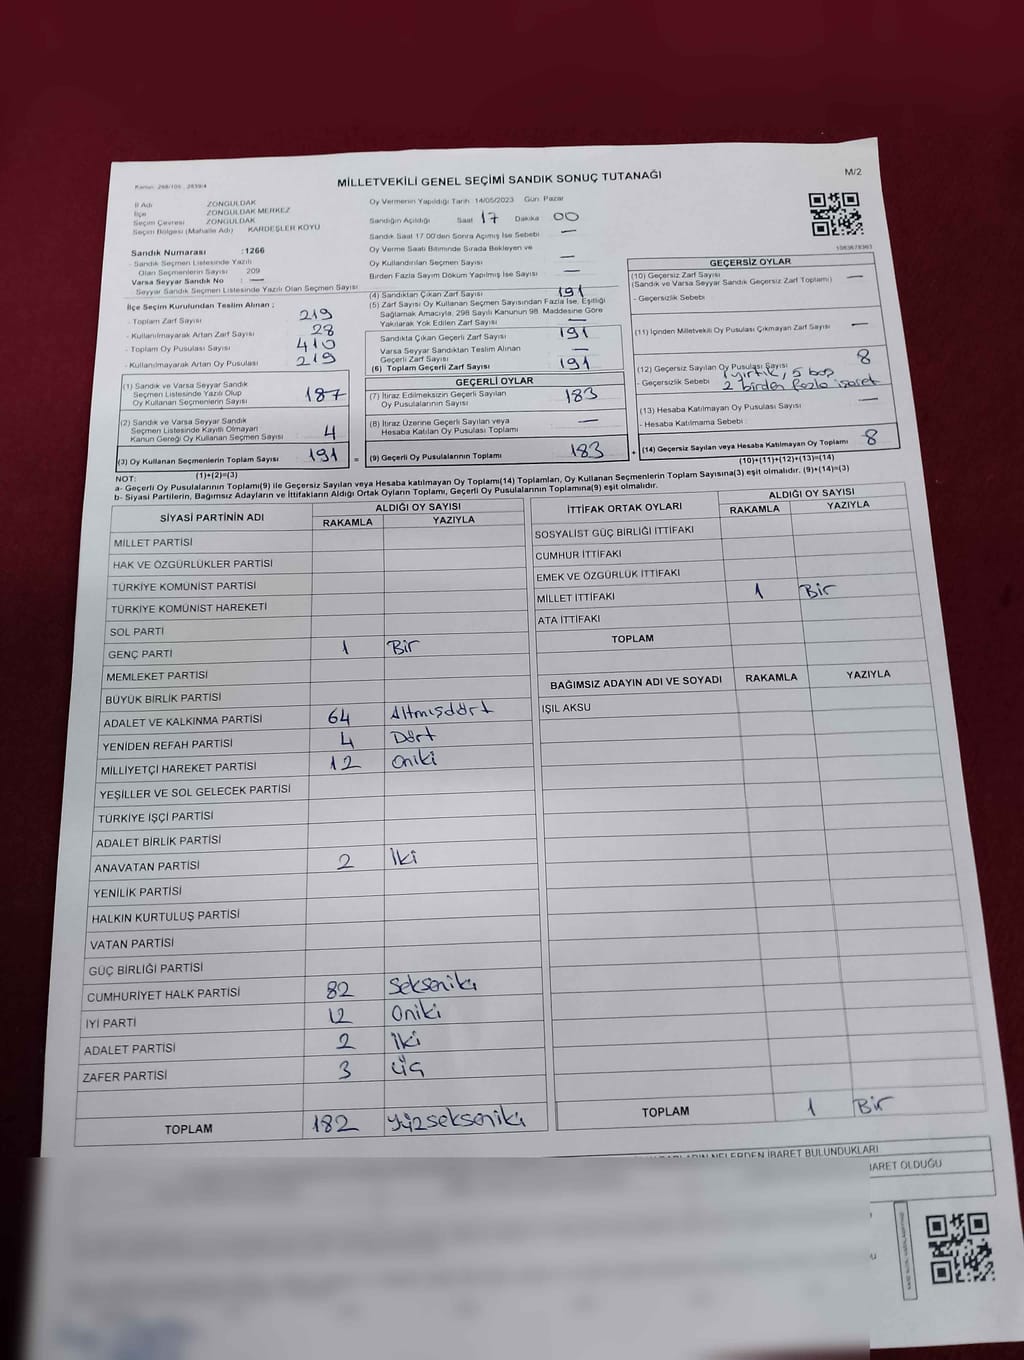 Kanun: 298/105 , 2839/4
MİLLETVEKİLİ GENEL SEÇİMİ SANDIK SONUÇ TUTANAĞI
M/2
İl Adı ZONGULDAK
İlçe ZONGULDAK MERKEZ
Seçim Çevresi ZONGULDAK
Seçim Bölgesi (Mahalle Adı) KARDEŞLER KÖYÜ
Oy Vermenin Yapıldığı Tarih: 14/05/2023 Gün: Pazar
Sandığın Açıldığı Saat 17 Dakika 00
Sandık Saat 17.00'den Sonra Açmış İse Sebebi —
Oy Verme Saati Bitiminde Sırada Bekleyen ve
Oy Kullandırılan Seçmen Sayısı —
Birden Fazla Sayım Döküm Yapılmış İse Sayısı —
Sandık Numarası :1266
- Sandık Seçmen Listesinde Yazılı
Olan Seçmenlerin Sayısı 209
Varsa Seyyar Sandık No : —
Seyyar Sandık Seçmen Listesinde Yazılı Olan Seçmen Sayısı
İlçe Seçim Kurulundan Teslim Alınan ;
- Toplam Zarf Sayısı 219
- Kullanılmayarak Artan Zarf Sayısı 28
- Toplam Oy Pusulası Sayısı 410
- Kullanılmayarak Artan Oy Pusulası 219
(1) Sandık ve Varsa Seyyar Sandık
Seçmen Listesinde Yazılı Olup
Oy Kullanan Seçmenlerin Sayısı 187
(2) Sandık ve Varsa Seyyar Sandık
Seçmen Listesinde Kayıtlı Olmayan
Kanun Gereği Oy Kullanan Seçmen Sayısı 4
(3) Oy Kullanan Seçmenlerin Toplam Sayısı 191 =
(1)+(2)=(3)
(4) Sandıktan Çıkan Zarf Sayısı 191
(5) Zarf Sayısı Oy Kullanan Seçmen Sayısından Fazla İse, Eşitliği
Sağlamak Amacıyla, 298 Sayılı Kanunun 98. Maddesine Göre
Yakılarak Yok Edilen Zarf Sayısı —
Sandıkta Çıkan Geçerli Zarf Sayısı 191
Varsa Seyyar Sandıktan Teslim Alınan
Geçerli Zarf Sayısı —
(6) Toplam Geçerli Zarf Sayısı 191
GEÇERLİ OYLAR
(7) İtiraz Edilmeksizin Geçerli Sayılan
Oy Pusulalarının Sayısı 183
(8) İtiraz Üzerine Geçerli Sayılan veya
Hesaba Katılan Oy Pusulası Toplamı —
(9) Geçerli Oy Pusulalarının Toplamı 183 +
GEÇERSİZ OYLAR
(10) Geçersiz Zarf Sayısı —
(Sandık ve Varsa Seyyar Sandık Geçersiz Zarf Toplamı)
- Geçersizlik Sebebi
(11) İçinden Milletvekili Oy Pusulası Çıkmayan Zarf Sayısı —
(12) Geçersiz Sayılan Oy Pusulası Sayısı 8
- Geçersizlik Sebebi 1 yırtık, 5 boş
2 birden fazla işaret
(13) Hesaba Katılmayan Oy Pusulası Sayısı —
- Hesaba Katılmama Sebebi
(14) Geçersiz Sayılan veya Hesaba Katılmayan Oy Toplamı 8
(10)+(11)+(12)+(13)=(14)
NOT:
a- Geçerli Oy Pusulalarının Toplamı(9) ile Geçersiz Sayılan veya Hesaba katılmayan Oy Toplamı(14) Toplamları, Oy Kullanan Seçmenlerin Toplam Sayısına(3) eşit olmalıdır. (9)+(14)=(3)
b- Siyasi Partilerin, Bağımsız Adayların ve İttifakların Aldığı Ortak Oyların Toplamı, Geçerli Oy Pusulalarının Toplamına(9) eşit olmalıdır.
SİYASİ PARTİNİN ADI ALDIĞI OY SAYISI
RAKAMLA YAZIYLA
MİLLET PARTİSİ
HAK VE ÖZGÜRLÜKLER PARTİSİ
TÜRKİYE KOMÜNİST PARTİSİ
TÜRKİYE KOMÜNİST HAREKETİ
SOL PARTİ
GENÇ PARTİ 1 Bir
MEMLEKET PARTİSİ
BÜYÜK BİRLİK PARTİSİ
ADALET VE KALKINMA PARTİSİ 64 Altmışdört
YENİDEN REFAH PARTİSİ 4 Dört
MİLLİYETÇİ HAREKET PARTİSİ 12 Oniki
YEŞİLLER VE SOL GELECEK PARTİSİ
TÜRKİYE İŞÇİ PARTİSİ
ADALET BİRLİK PARTİSİ
ANAVATAN PARTİSİ 2 İki
YENİLİK PARTİSİ
HALKIN KURTULUŞ PARTİSİ
VATAN PARTİSİ
GÜÇ BİRLİĞİ PARTİSİ
CUMHURİYET HALK PARTİSİ 82 Sekseniki
İYİ PARTİ 12 Oniki
ADALET PARTİSİ 2 İki
ZAFER PARTİSİ 3 Üç
TOPLAM 182 Yüzsekseniki
İTTİFAK ORTAK OYLARI ALDIĞI OY SAYISI
RAKAMLA YAZIYLA
SOSYALİST GÜÇ BİRLİĞİ İTTİFAKI
CUMHUR İTTİFAKI
EMEK VE ÖZGÜRLÜK İTTİFAKI
MİLLET İTTİFAKI 1 Bir
ATA İTTİFAKI
TOPLAM
BAĞIMSIZ ADAYIN ADI VE SOYADI RAKAMLA YAZIYLA
IŞIL AKSU
TOPLAM 1 Bir
NELERDEN İBARET BULUNDUKLARI
İBARET OLDUĞU